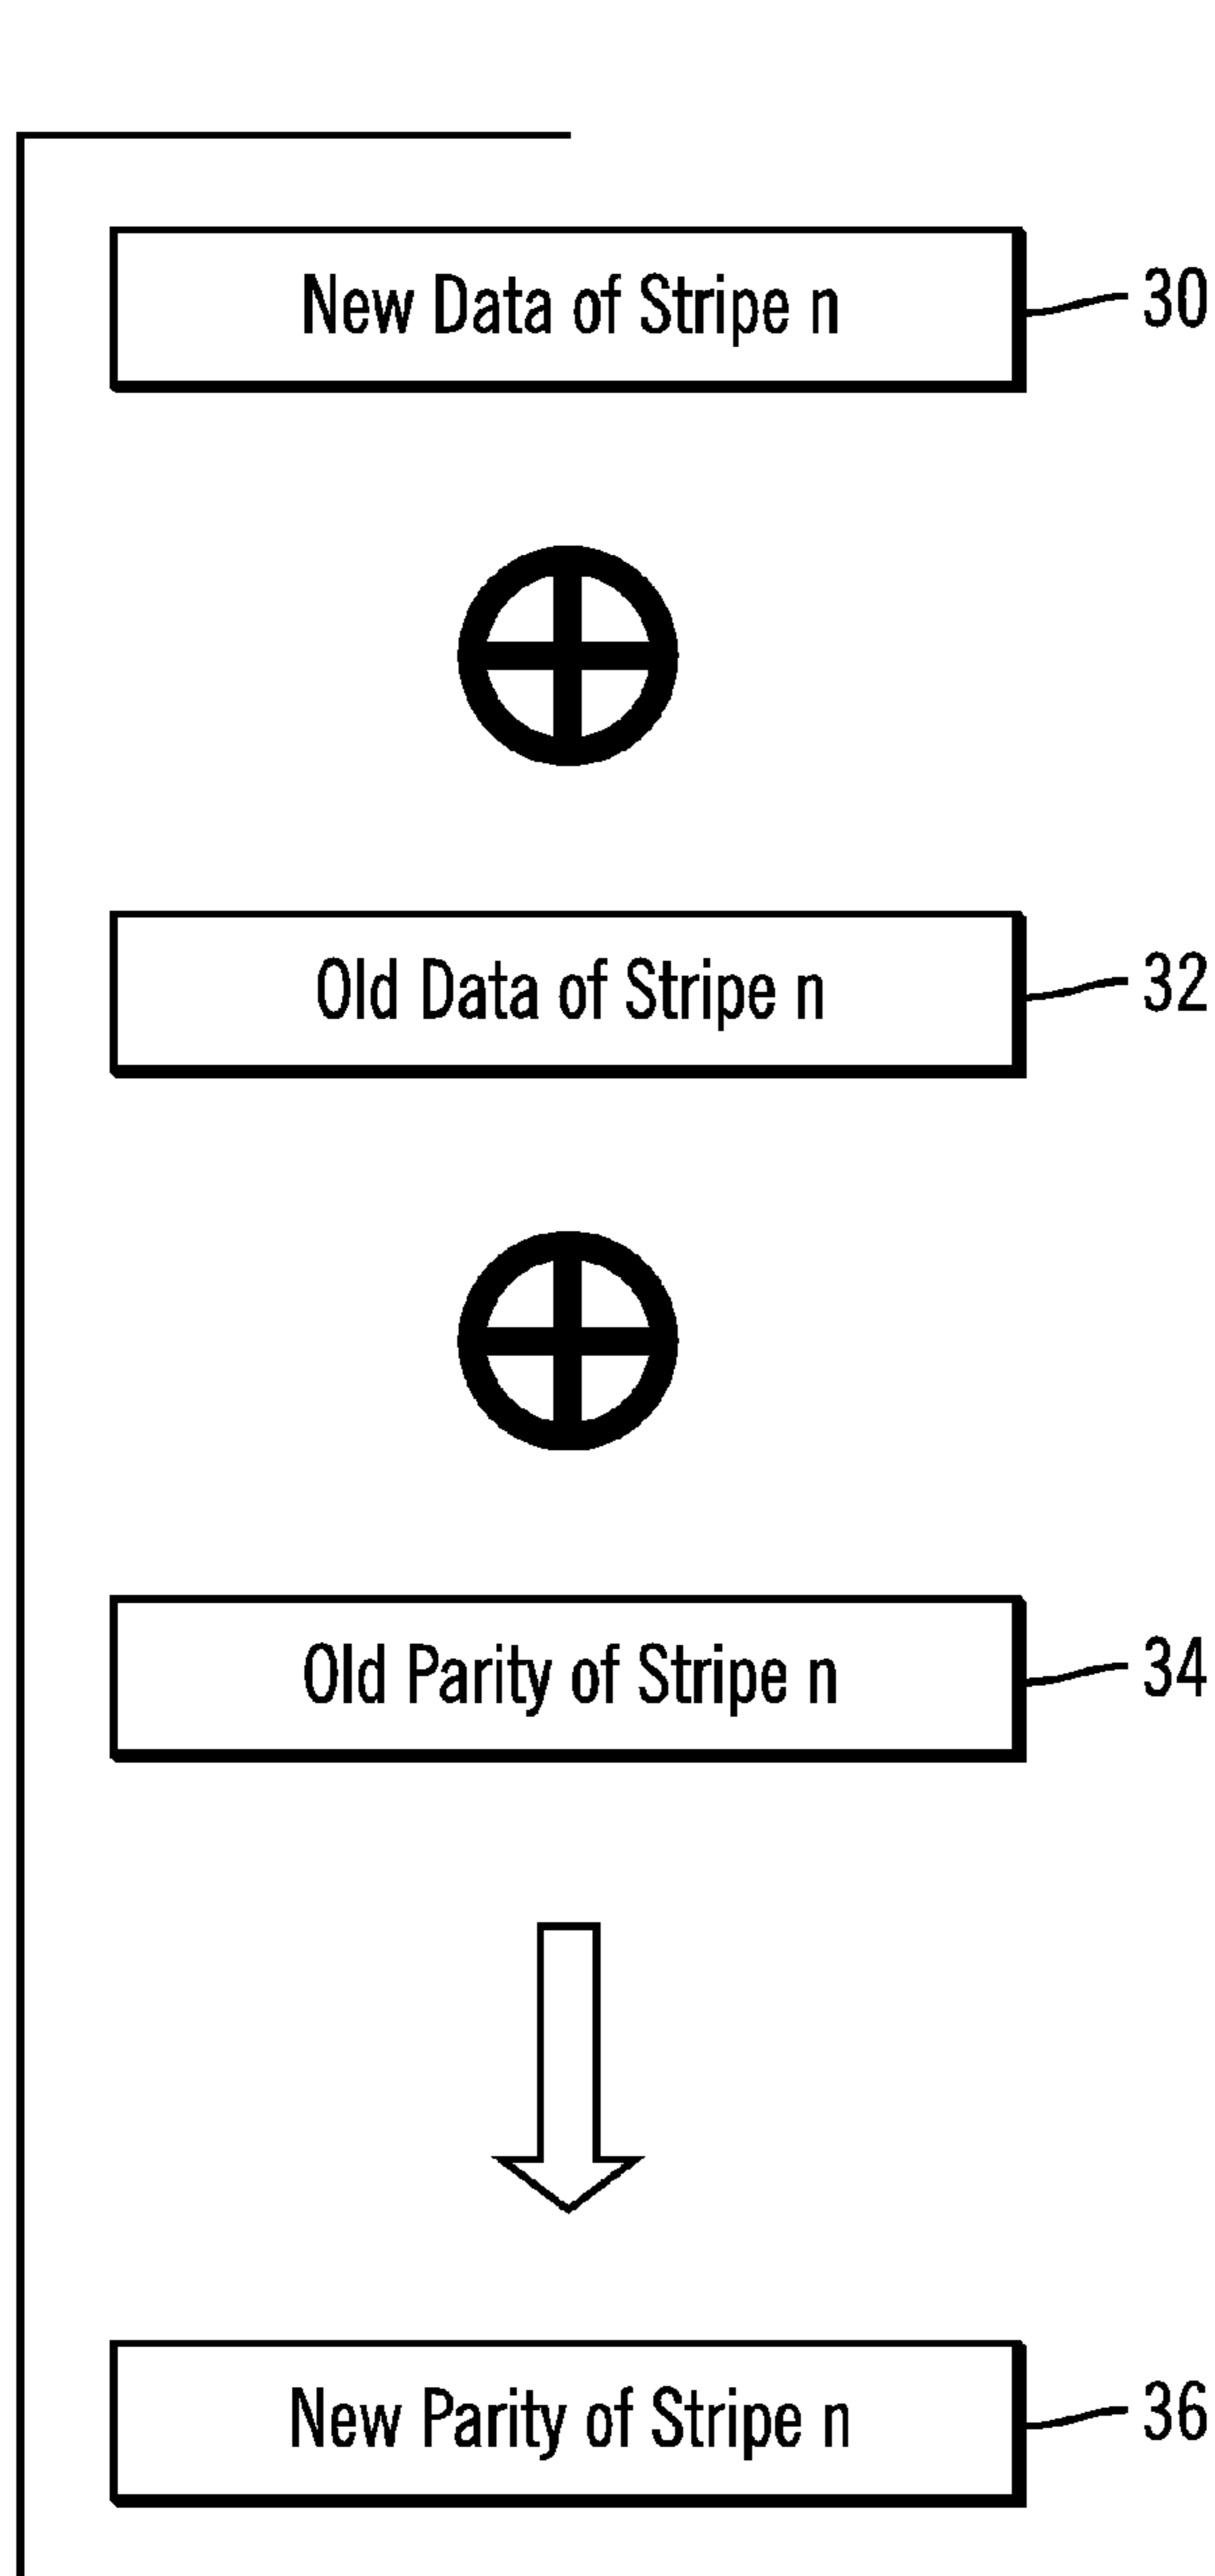 New Data of Stripe n
30
Old Data of Stripe n
32
Old Parity of Stripe n
34
New Parity of Stripe n
36